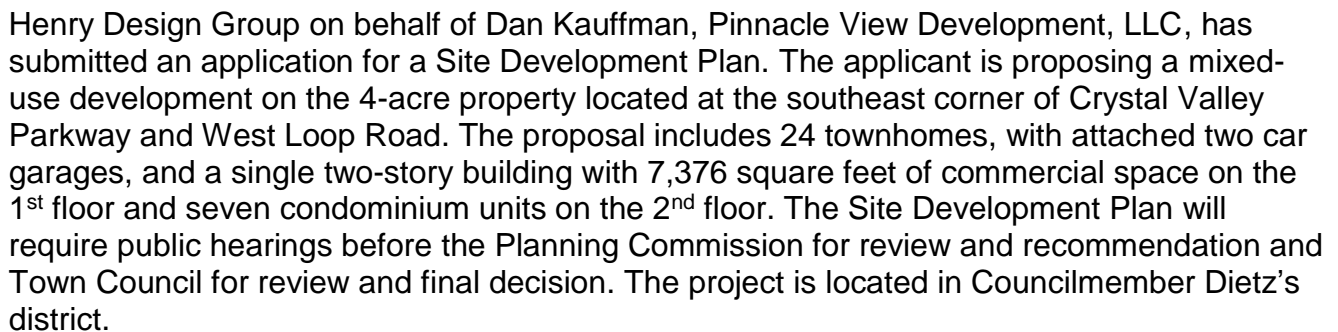 Henry Design Group on behalf of Dan Kauffman, Pinnacle View Development, LLC, has
submitted an application for a Site Development Plan. The applicant is proposing a mixed-
use development on the 4-acre property located at the southeast corner of Crystal Valley
Parkway and West Loop Road. The proposal includes 24 townhomes, with attached two car
garages, and a single two-story building with 7,376 square feet of commercial space on the
1st floor and seven condominium units on the 2nd floor. The Site Development Plan will
require public hearings before the Planning Commission for review and recommendation and
Town Council for review and final decision. The project is located in Councilmember Dietz's
district.